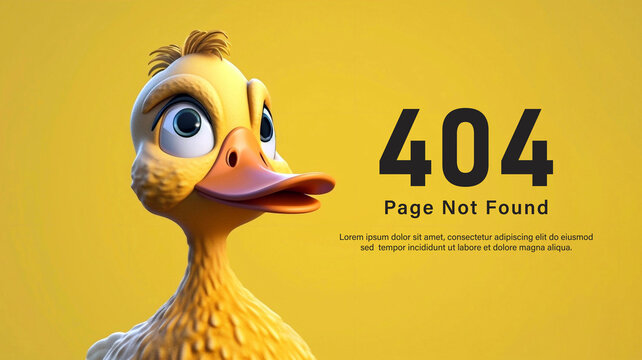 404
Page Not Found
Lorem ipsum dolor sit amet, consectetur adipiscing elit do eiusmod
sed tempor incididunt ut labore et dolore magna aliqua.